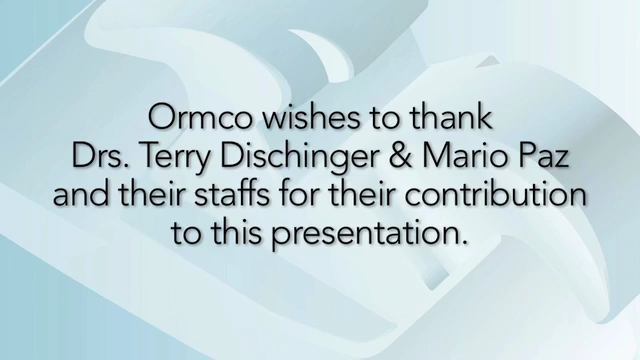 Ormco wishes to thank
Drs. Terry Dischinger & Mario Paz
and their staffs for their contribution
to this presentation.